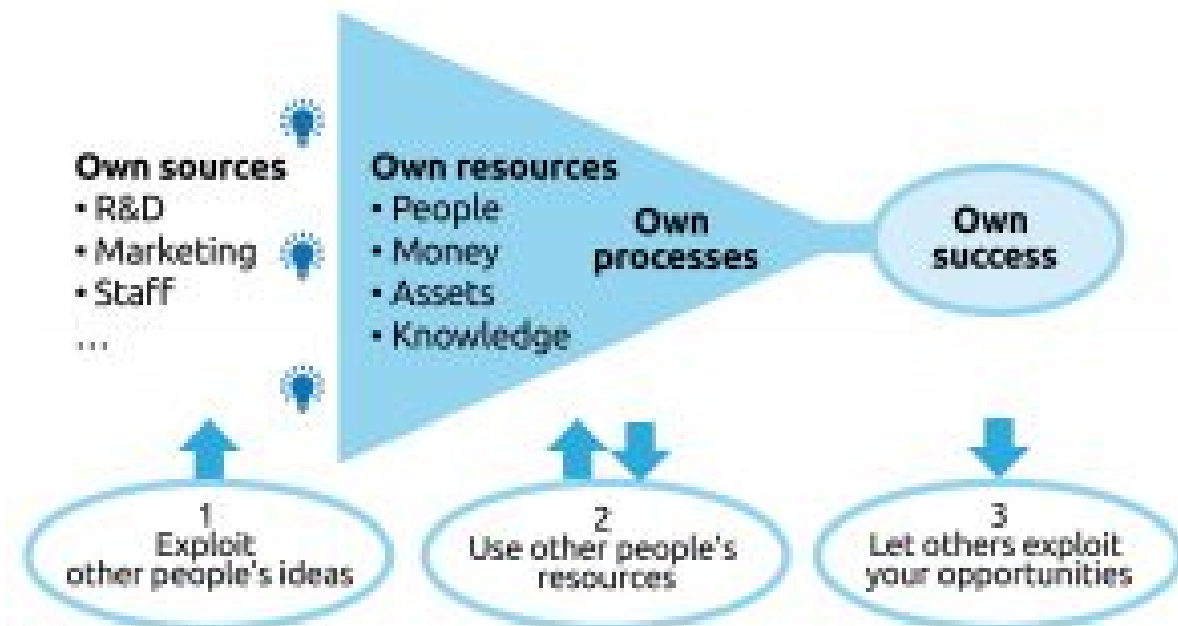 Own sources
• R&D
• Marketing
• Staff
...
Own resources
• People
• Money
• Assets
• Knowledge
Own
processes
Own
success
1
Exploit
other people's ideas
2
Use other people's
resources
3
Let others exploit
your opportunities